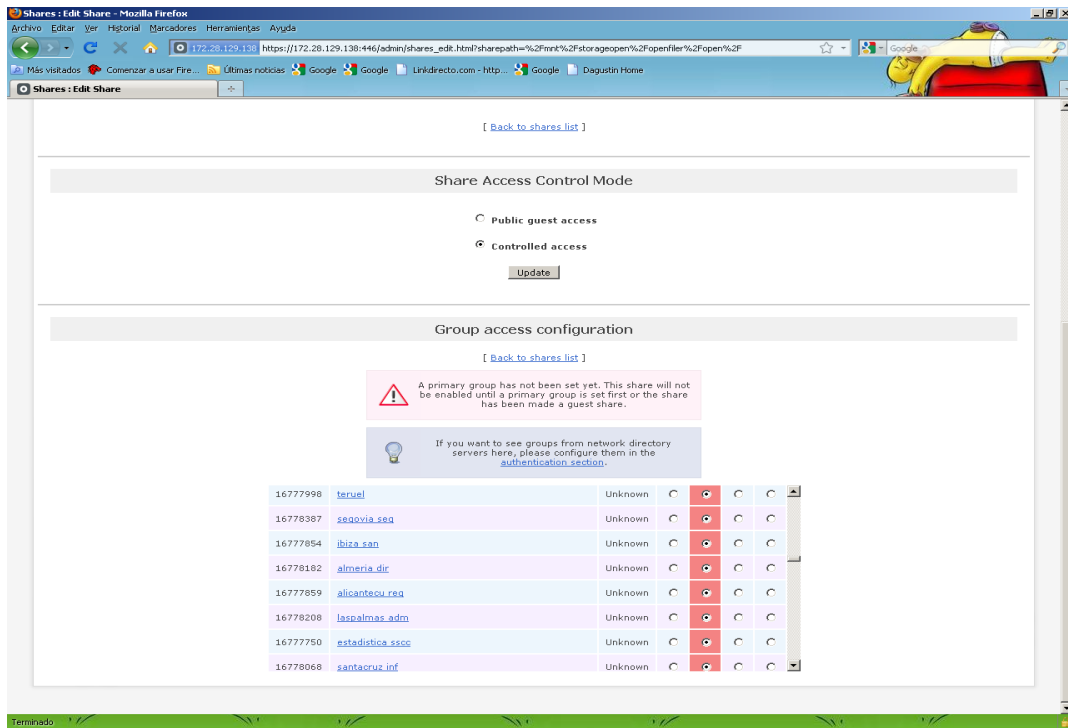 Shares : Edit Share - Mozilla Firefox
Archivo Editar Ver Historial Marcadores Herramientas Ayuda
172.28.129.138 https://172.28.129.138:446/admin/shares_edit.html?sharepath=%2Fmnt%2Fstorageopen%2Fopenfiler%2Fopen%2F
Google
Más visitados Comenzar a usar Fire... Últimas noticias Google Google Linkdirecto.com - http... Google Dagustin Home
Shares : Edit Share
[ Back to shares list ]
Share Access Control Mode
Public guest access
Controlled access
Update
Group access configuration
[ Back to shares list ]
A primary group has not been set yet. This share will not
be enabled until a primary group is set first or the share
has been made a guest share.
If you want to see groups from network directory
servers here, please configure them in the
authentication section.
16777998 teruel Unknown
16778387 segovia seg Unknown
16777854 ibiza san Unknown
16778182 almeria dir Unknown
16777859 alicantecu reg Unknown
16778208 laspalmas adm Unknown
16777750 estadistica sscc Unknown
16778068 santacruz inf Unknown
Terminado